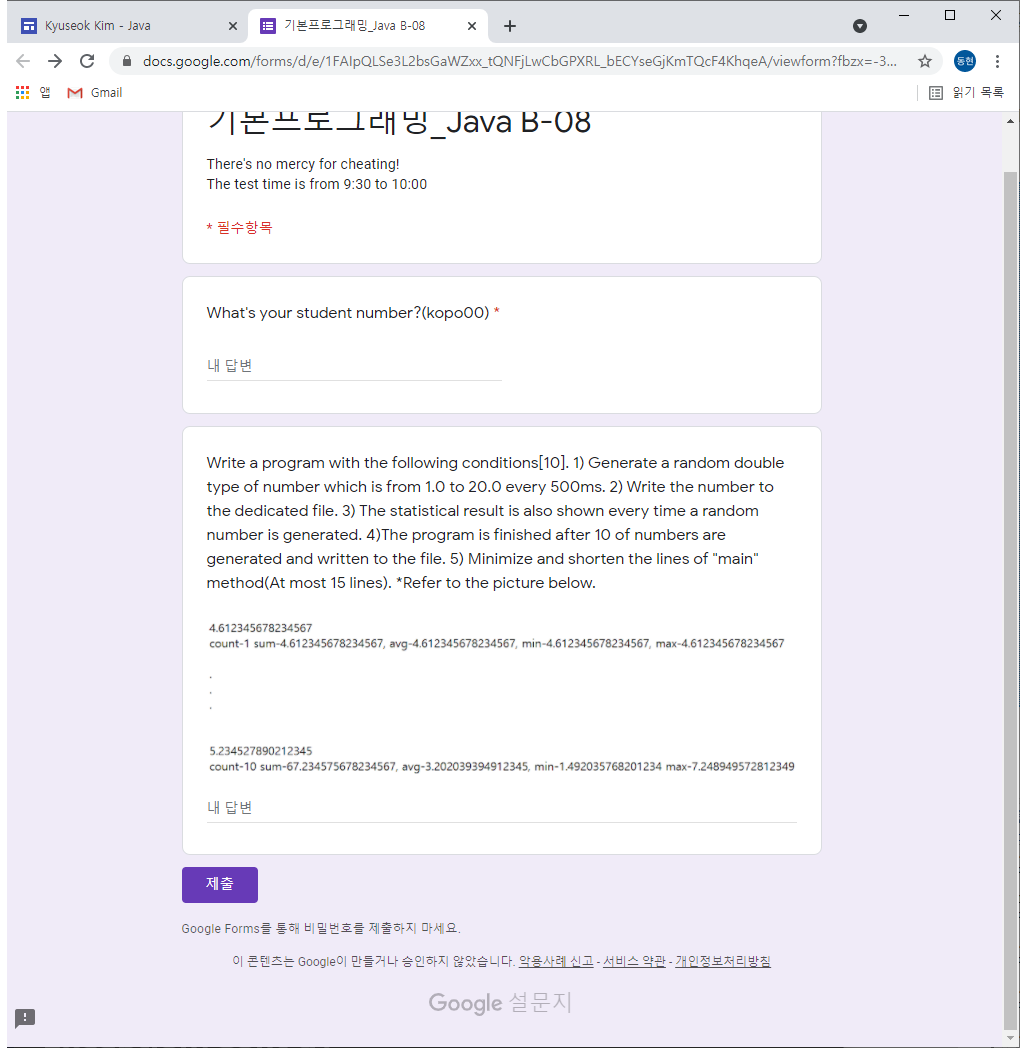 Kyuseok Kim - Java
기본프로그래밍_Java B-08
docs.google.com/forms/d/e/1FAIpQLSe3L2bsGaWZxx_tQNFjLwCbGPXRL_bECYseGjKmTQcF4KhqeA/viewform?fbzx=-3...
동현
앱 Gmail 읽기 목록
기본프로그래밍_Java B-08
There's no mercy for cheating!
The test time is from 9:30 to 10:00
* 필수항목
What's your student number?(kopo00) *
내 답변
Write a program with the following conditions[10]. 1) Generate a random double
type of number which is from 1.0 to 20.0 every 500ms. 2) Write the number to
the dedicated file. 3) The statistical result is also shown every time a random
number is generated. 4)The program is finished after 10 of numbers are
generated and written to the file. 5) Minimize and shorten the lines of "main"
method(At most 15 lines). *Refer to the picture below.
4.612345678234567
count-1 sum-4.612345678234567, avg-4.612345678234567, min-4.612345678234567, max-4.612345678234567
.
.
.
5.234527890212345
count-10 sum-67.234575678234567, avg-3.202039394912345, min-1.492035768201234 max-7.248949572812349
내 답변
제출
Google Forms를 통해 비밀번호를 제출하지 마세요.
이 콘텐츠는 Google이 만들거나 승인하지 않았습니다. 악용사례 신고 - 서비스 약관 - 개인정보처리방침
Google 설문지